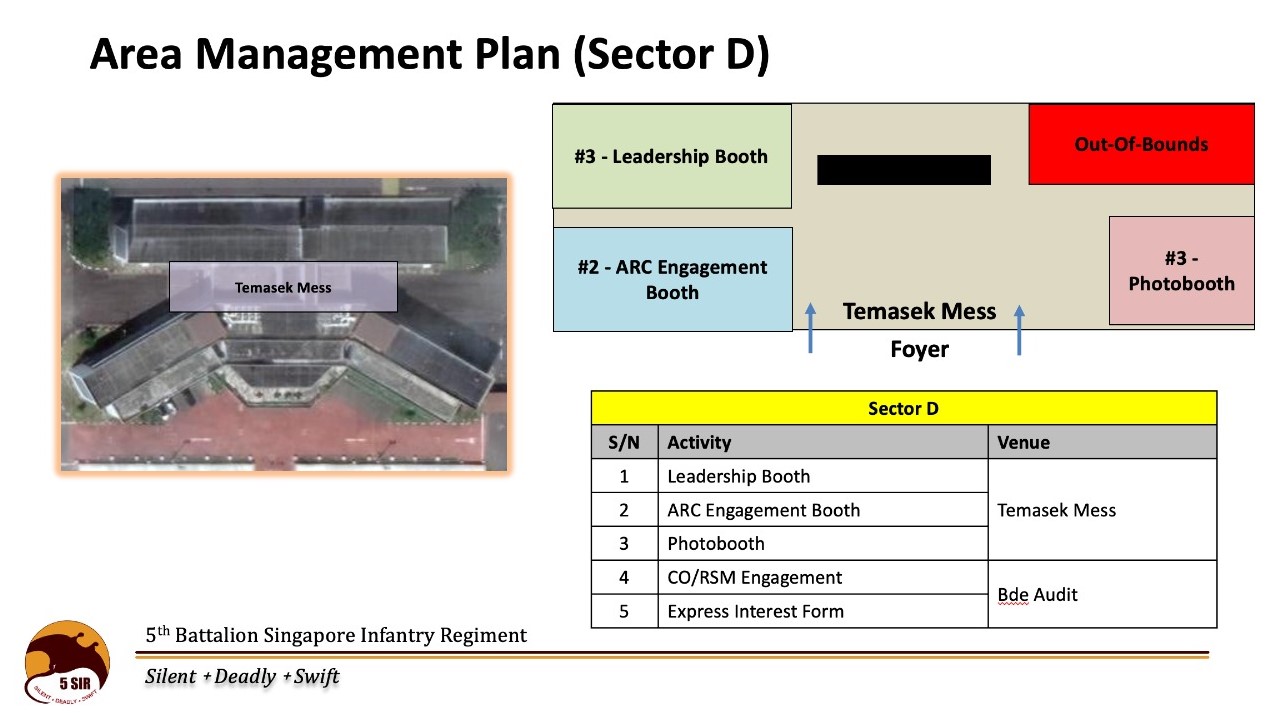 Area Management Plan (Sector D)
#3 - Leadership Booth
Out-Of-Bounds
#2 - ARC Engagement
Booth
#3 -
Photobooth
Temasek Mess
Temasek Mess
Foyer
Sector D
S/N Activity Venue
1 Leadership Booth
2 ARC Engagement Booth Temasek Mess
3 Photobooth
4 CO/RSM Engagement
Bde Audit
5 Express Interest Form
5th Battalion Singapore Infantry Regiment
Silent + Deadly + Swift
5 SIR
SILENT • DEADLY • SWIFT